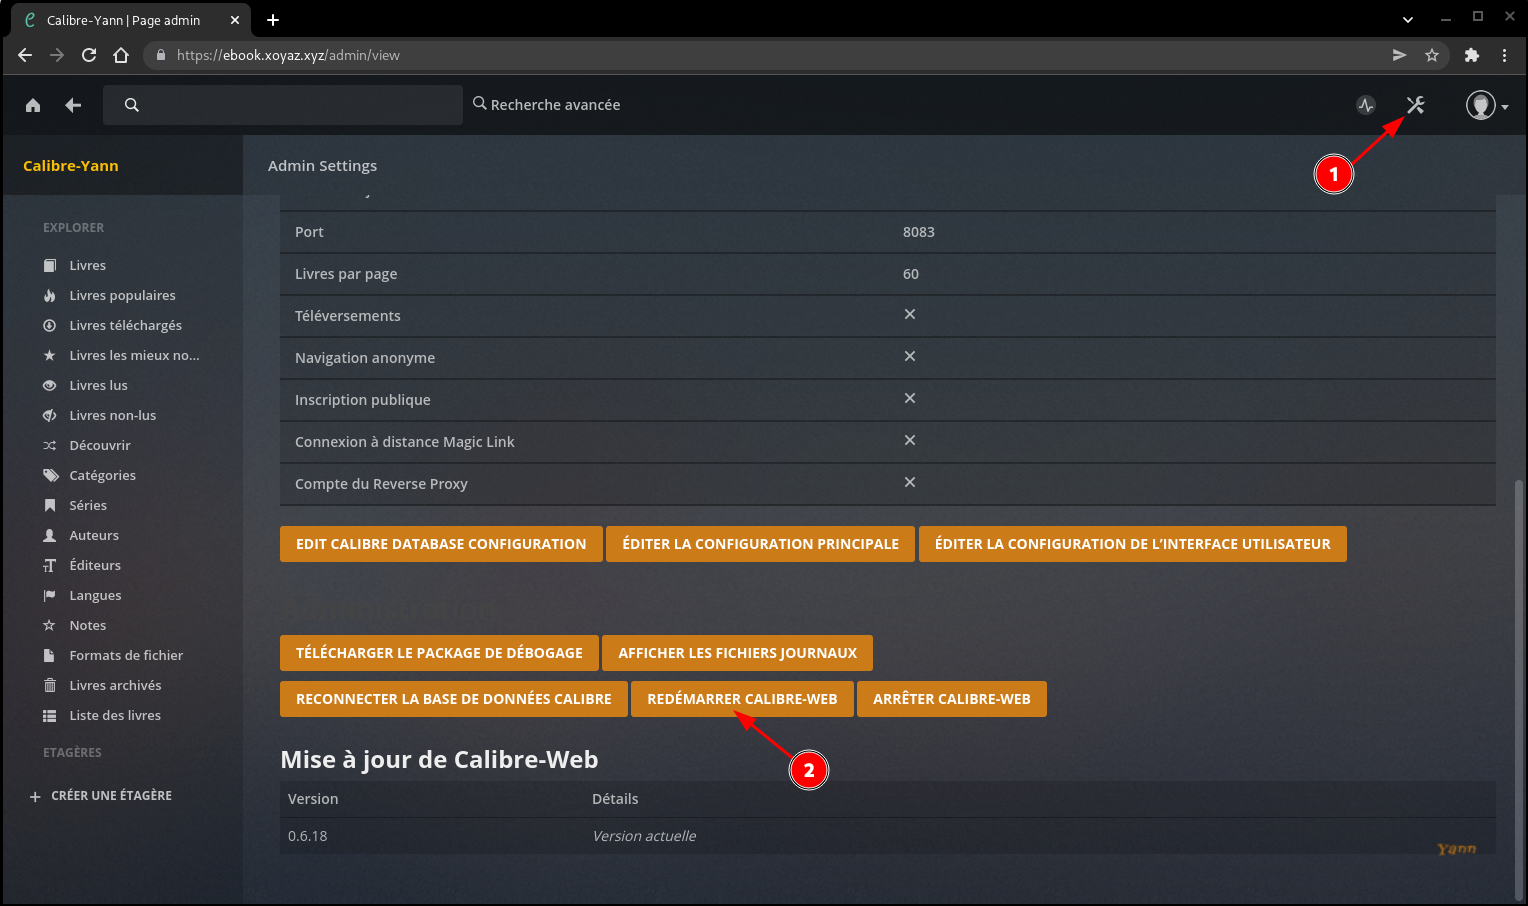 Calibre-Yann | Page admin
https://ebook.xoyaz.xyz/admin/view
Recherche avancée
1
Calibre-Yann
Admin Settings
EXPLORER
Livres
Livres populaires
Livres téléchargés
Livres les mieux no...
Livres lus
Livres non-lus
Découvrir
Catégories
Séries
Auteurs
Éditeurs
Langues
Notes
Formats de fichier
Livres archivés
Liste des livres
ETAGÈRES
CRÉER UNE ÉTAGÈRE
Port 8083
Livres par page 60
Téléversements
Navigation anonyme
Inscription publique
Connexion à distance Magic Link
Compte du Reverse Proxy
EDIT CALIBRE DATABASE CONFIGURATION ÉDITER LA CONFIGURATION PRINCIPALE ÉDITER LA CONFIGURATION DE L’INTERFACE UTILISATEUR
Administration
TÉLÉCHARGER LE PACKAGE DE DÉBOGAGE AFFICHER LES FICHIERS JOURNAUX
RECONNECTER LA BASE DE DONNÉES CALIBRE REDÉMARRER CALIBRE-WEB ARRÊTER CALIBRE-WEB
2
Mise à jour de Calibre-Web
Version Détails
0.6.18 Version actuelle
Yann